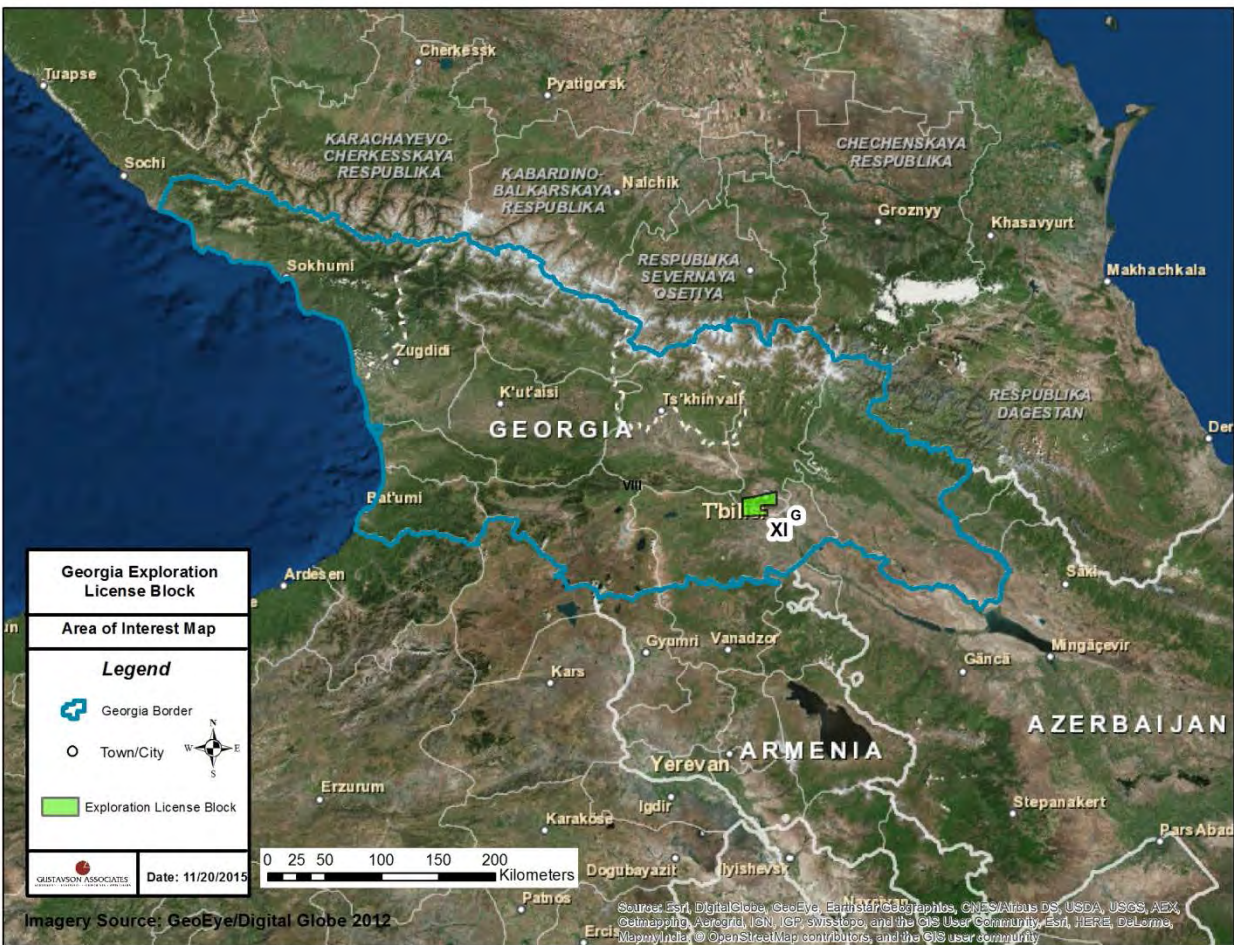 Cherkessk
Tuapse
Pyatigorsk
KARACHAYEVO-
CHERKESSKAYA
RESPUBLIKA
CHECHENSKAYA
RESPUBLIKA
Sochi
KABARDINO-
BALKARSKAYA
RESPUBLIKA
Nalchik
Groznyy
Khasavyurt
Sokhumi
RESPUBLIKA
SEVERNAYA
OSETIYA
Makhachkala
Zugdidi
K'ut'aisi
Ts'khinvali
RESPUBLIKA
DAGESTAN
GEORGIA
Der
VIII
Bat'umi
XI G
Ardesen
Saki
Gyumri
Vanadzor
Gäncä
Mingäçevir
Kars
AZERBAIJAN
ARMENIA
Yerevan
Erzurum
Igdir
Stepanakert
Karaköse
Pars Abad
Dogubayazit
Ilyishevsk
Patnos
Ercis
Georgia Exploration
License Block
Area of Interest Map
Legend
Georgia Border
N
W E
S
Town/City
Exploration License Block
GUSTAVSON ASSOCIATES
Date: 11/20/2015
0 25 50 100 150 200
Kilometers
Imagery Source: GeoEye/Digital Globe 2012
Source: Esri, DigitalGlobe, GeoEye, Earthstar Geographics, CNES/Airbus DS, USDA, USGS, AEX,
Getmapping, Aerogrid, IGN, IGP, swisstopo, and the GIS User Community, Esri, HERE, DeLorme,
MapmyIndia, © OpenStreetMap contributors, and the GIS user community